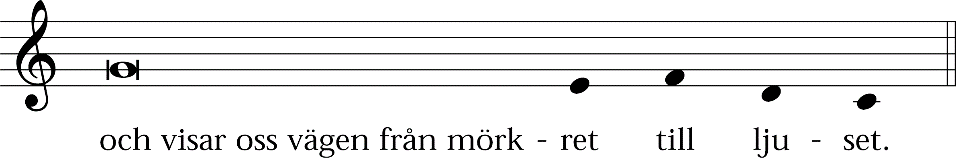 och visar oss vägen från mörk - ret till lju - set.